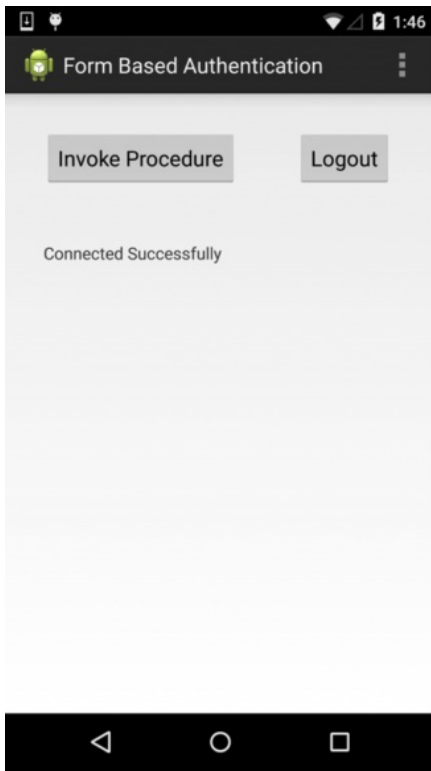 1:46
Form Based Authentication
Invoke Procedure
Logout
Connected Successfully